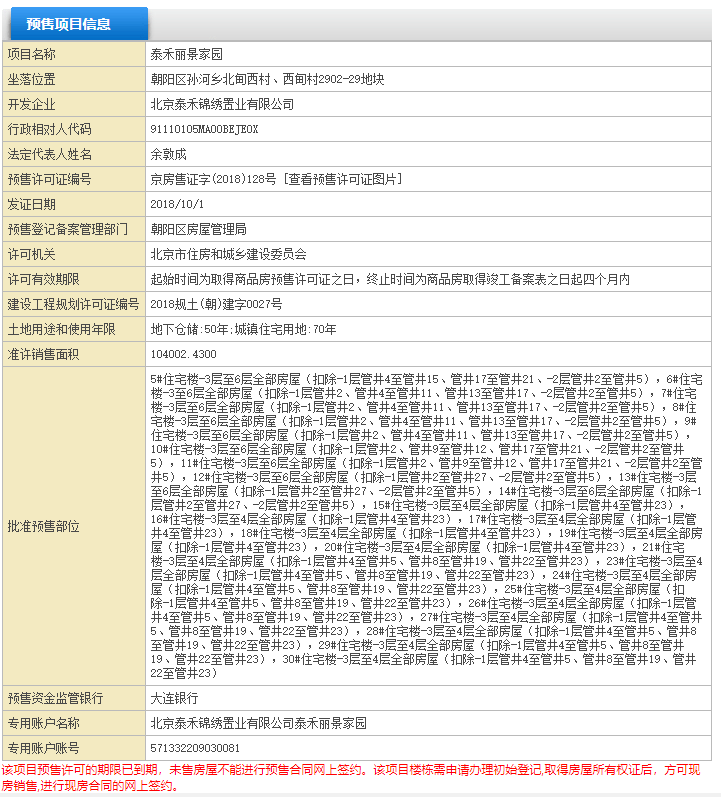 预售项目信息
项目名称 泰禾丽景家园
坐落位置 朝阳区孙河乡北甸西村、西甸村2902-29地块
开发企业 北京泰禾锦绣置业有限公司
行政相对人代码 91110105MA00BEJE0X
法定代表人姓名 余敦成
预售许可证编号 京房售证字(2018)128号 [查看预售许可证图片]
发证日期 2018/10/1
预售登记备案管理部门 朝阳区房屋管理局
许可机关 北京市住房和城乡建设委员会
许可有效期限 起始时间为取得商品房预售许可证之日，终止时间为商品房取得竣工备案表之日起四个月内
建设工程规划许可证编号 2018规土(朝)建字0027号
土地用途和使用年限 地下仓储:50年;城镇住宅用地:70年
准许销售面积 104002.4300
批准预售部位
5#住宅楼-3层至6层全部房屋（扣除-1层管井4至管井15、管井17至管井21、-2层管井2至管井5），6#住
宅楼-3至6层全部房屋（扣除-1层管井2、管井4至管井11、管井13至管井17、-2层管井2至管井5），7#住
宅楼-3层至6层全部房屋（扣除-1层管井2、管井4至管井11、管井13至管井17、-2层管井2至管井5），8#住
宅楼-3层至6层全部房屋（扣除-1层管井2、管井4至管井11、管井13至管井17、-2层管井2至管井5），9#
住宅楼-3层至6层全部房屋（扣除-1层管井2、管井4至管井11、管井13至管井17、-2层管井2至管井5），
10#住宅楼-3层至6层全部房屋（扣除-1层管井2、管井9至管井12、管井17至管井21、-2层管井2至管井
5），11#住宅楼-3层至6层全部房屋（扣除-1层管井2、管井9至管井12、管井17至管井21、-2层管井2至管
井5），12#住宅楼-3层至6层全部房屋（扣除-1层管井2至管井27、-2层管井2至管井5），13#住宅楼-3层
至6层全部房屋（扣除-1层管井2至管井27、-2层管井2至管井5），14#住宅楼-3层至6层全部房屋（扣除-1
层管井2至管井27、-2层管井2至管井5），15#住宅楼-3层至4层全部房屋（扣除-1层管井4至管井23），
16#住宅楼-3层至4层全部房屋（扣除-1层管井4至管井23），17#住宅楼-3层至4层全部房屋（扣除-1层管
井4至管井23），18#住宅楼-3层至4层全部房屋（扣除-1层管井4至管井23），19#住宅楼-3层至4层全部房
屋（扣除-1层管井4至管井23），20#住宅楼-3层至4层全部房屋（扣除-1层管井4至管井23），21#住宅
楼-3层至4层全部房屋（扣除-1层管井4至管井5、管井8至管井19、管井22至管井23），23#住宅楼-3层至4
层全部房屋（扣除-1层管井4至管井5、管井8至管井19、管井22至管井23），24#住宅楼-3层至4层全部房
屋（扣除-1层管井4至管井5、管井8至管井19、管井22至管井23），25#住宅楼-3层至4层全部房屋（扣
除-1层管井4至管井5、管井8至管井19、管井22至管井23），26#住宅楼-3层至4层全部房屋（扣除-1层管
井4至管井5、管井8至管井19、管井22至管井23），27#住宅楼-3层至4层全部房屋（扣除-1层管井4至管井
5、管井8至管井19、管井22至管井23），28#住宅楼-3层至4层全部房屋（扣除-1层管井4至管井5、管井8
至管井19、管井22至管井23），29#住宅楼-3层至4层全部房屋（扣除-1层管井4至管井5、管井8至管井
19、管井22至管井23），30#住宅楼-3层至4层全部房屋（扣除-1层管井4至管井5、管井8至管井19、管井
22至管井23）
预售资金监管银行 大连银行
专用账户名称 北京泰禾锦绣置业有限公司泰禾丽景家园
专用账户账号 571332209030081
该项目预售许可的期限已到期，未售房屋不能进行预售合同网上签约。该项目楼栋需申请办理初始登记,取得房屋所有权证后，方可现
房销售,进行现房合同的网上签约。